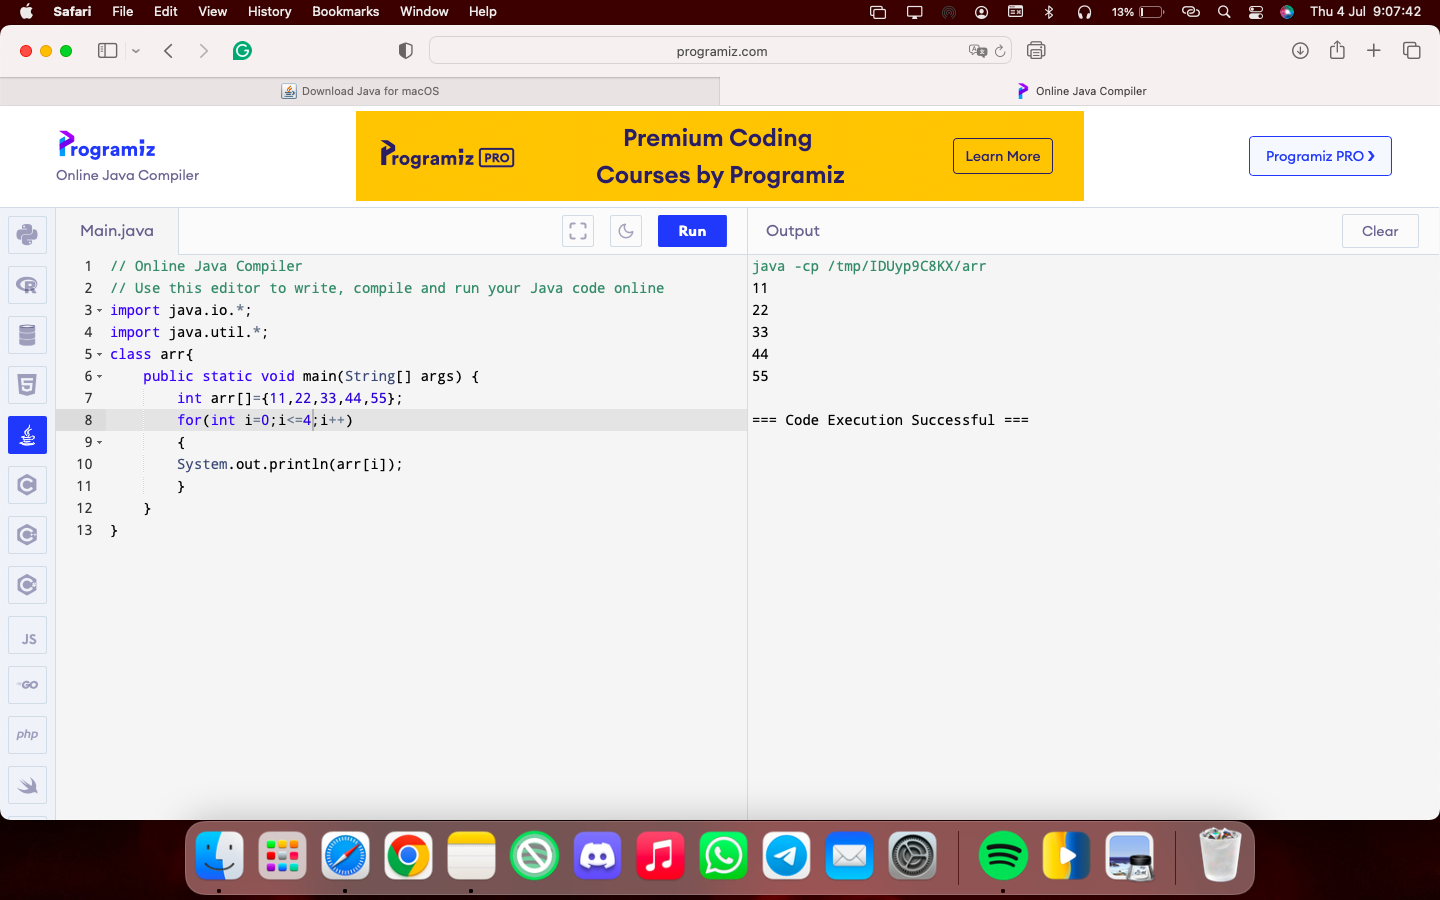 Safari File Edit View History Bookmarks Window Help 13% Thu 4 Jul 9:07:42
programiz.com
Download Java for macOS
Online Java Compiler
Programiz
Online Java Compiler
Programiz PRO
Premium Coding
Courses by Programiz
Learn More
Programiz PRO ❯
Main.java
Run
Output
Clear
1 // Online Java Compiler
2 // Use this editor to write, compile and run your Java code online
3 import java.io.*;
4 import java.util.*;
5 class arr{
6 public static void main(String[] args) {
7 int arr[]={11,22,33,44,55};
8 for(int i=0;i<=4;i++)
9 {
10 System.out.println(arr[i]);
11 }
12 }
13 }
java -cp /tmp/IDUyp9C8KX/arr
11
22
33
44
55
=== Code Execution Successful ===
JS
GO
php